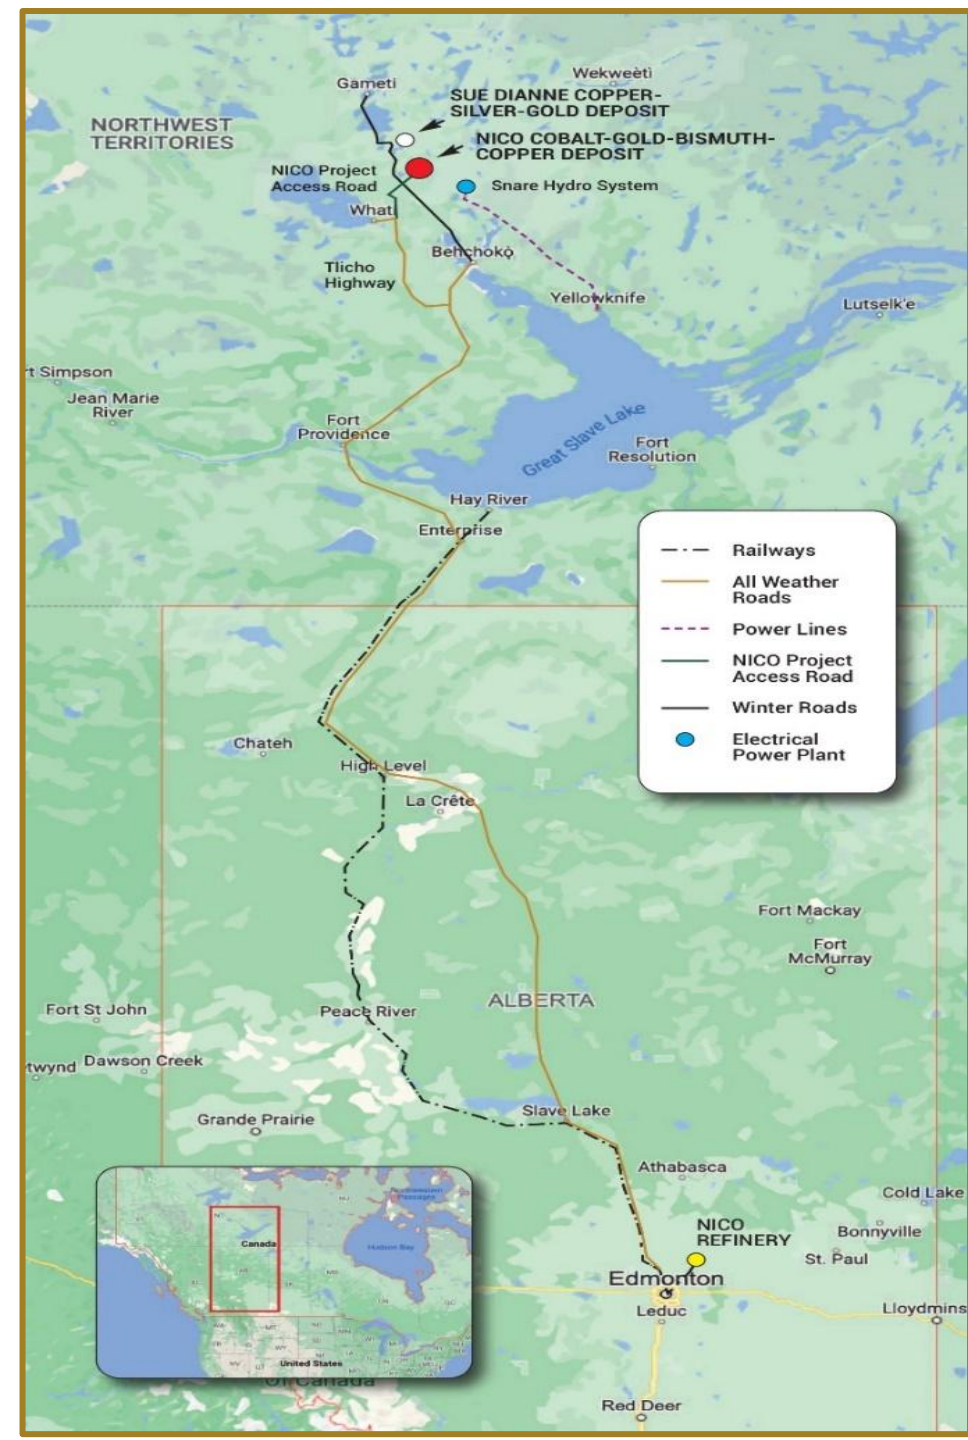 Wekweètì
Gameti
SUE DIANNE COPPER-
SILVER-GOLD DEPOSIT
NORTHWEST
TERRITORIES
NICO COBALT-GOLD-BISMUTH-
COPPER DEPOSIT
NICO Project
Access Road
Snare Hydro System
What
Behchokǫ̀
Tlicho
Highway
Yellowknife
Lutselk'e
rt Simpson
Jean Marie
River
Fort
Providence
Great Slave Lake
Fort
Resolution
Hay River
Enterprise
Railways
All Weather
Roads
Power Lines
NICO Project
Access Road
Winter Roads
Electrical
Power Plant
Chateh
High Level
La Crête
Fort Mackay
Fort
McMurray
ALBERTA
Fort St John
Peace River
twynd
Dawson Creek
Grande Prairie
Slave Lake
Athabasca
Cold Lake
NICO
REFINERY
Bonnyville
St. Paul
Edmonton
Leduc
Lloydmins
Red Deer
Canada
Hudson Bay
United States
Of Canada